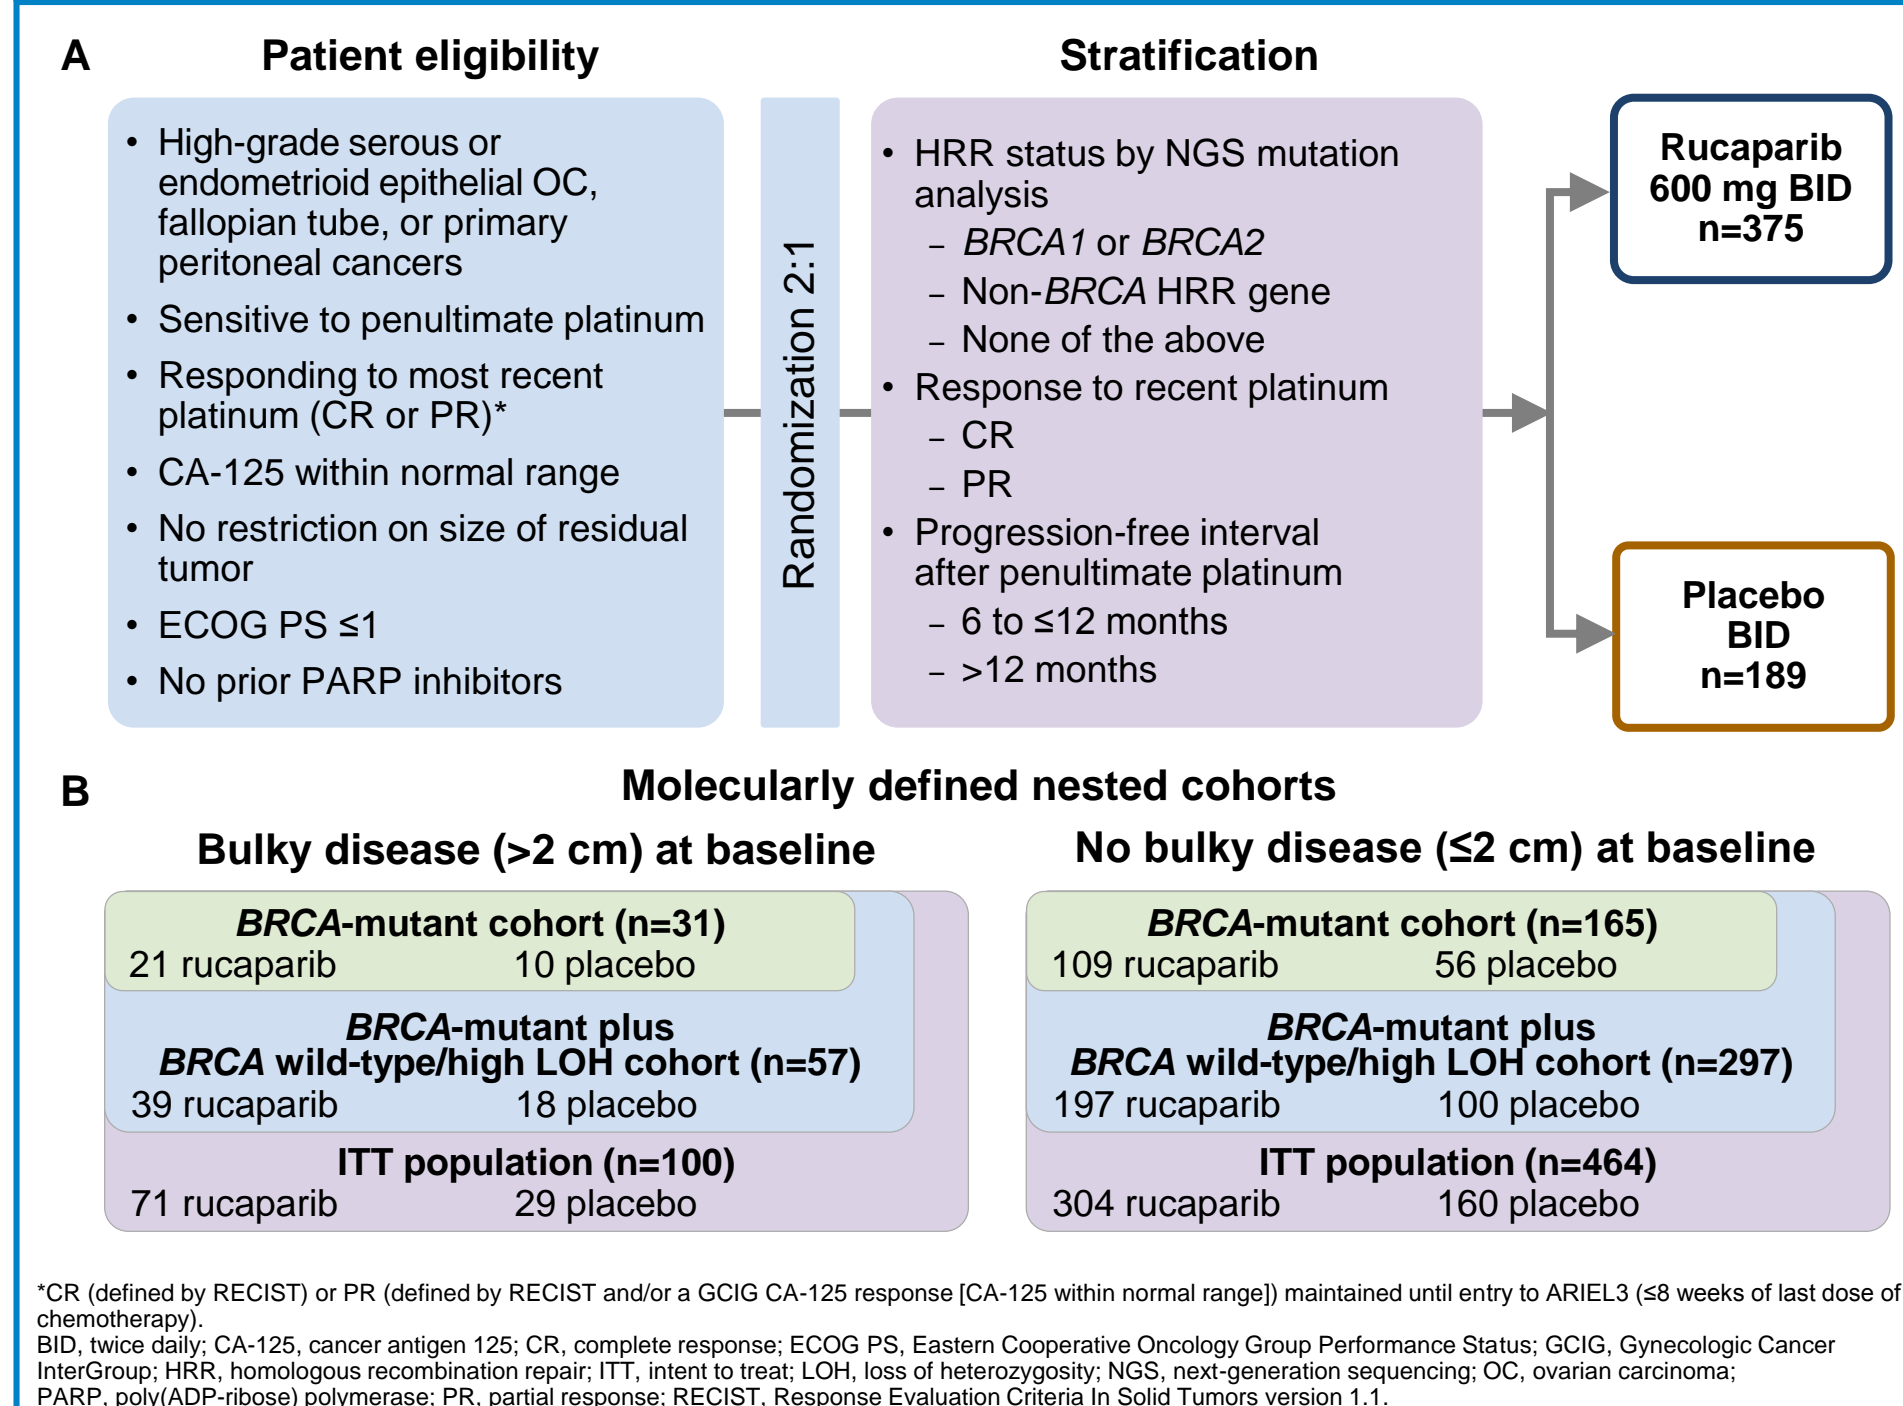 A
Patient eligibility
• High-grade serous or
endometrioid epithelial OC,
fallopian tube, or primary
peritoneal cancers
• Sensitive to penultimate platinum
• Responding to most recent
platinum (CR or PR)*
• CA-125 within normal range
• No restriction on size of residual
tumor
• ECOG PS ≤1
• No prior PARP inhibitors
Randomization 2:1
Stratification
• HRR status by NGS mutation
analysis
– BRCA1 or BRCA2
– Non-BRCA HRR gene
– None of the above
• Response to recent platinum
– CR
– PR
• Progression-free interval
after penultimate platinum
– 6 to ≤12 months
– >12 months
Rucaparib
600 mg BID
n=375
Placebo
BID
n=189
B
Molecularly defined nested cohorts
Bulky disease (>2 cm) at baseline
BRCA-mutant cohort (n=31)
21 rucaparib 10 placebo
BRCA-mutant plus
BRCA wild-type/high LOH cohort (n=57)
39 rucaparib 18 placebo
ITT population (n=100)
71 rucaparib 29 placebo
No bulky disease (≤2 cm) at baseline
BRCA-mutant cohort (n=165)
109 rucaparib 56 placebo
BRCA-mutant plus
BRCA wild-type/high LOH cohort (n=297)
197 rucaparib 100 placebo
ITT population (n=464)
304 rucaparib 160 placebo
*CR (defined by RECIST) or PR (defined by RECIST and/or a GCIG CA-125 response [CA-125 within normal range]) maintained until entry to ARIEL3 (≤8 weeks of last dose of
chemotherapy).
BID, twice daily; CA-125, cancer antigen 125; CR, complete response; ECOG PS, Eastern Cooperative Oncology Group Performance Status; GCIG, Gynecologic Cancer
InterGroup; HRR, homologous recombination repair; ITT, intent to treat; LOH, loss of heterozygosity; NGS, next-generation sequencing; OC, ovarian carcinoma;
PARP, poly(ADP-ribose) polymerase; PR, partial response; RECIST, Response Evaluation Criteria In Solid Tumors version 1.1.